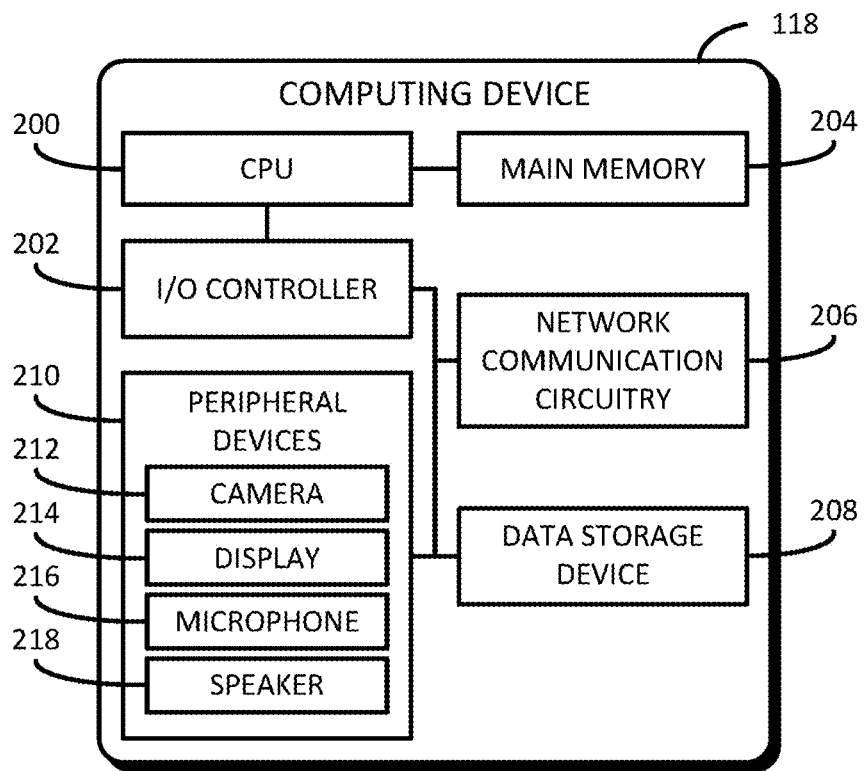 118
COMPUTING DEVICE
200
CPU
MAIN MEMORY
204
202
I/O CONTROLLER
NETWORK
COMMUNICATION
CIRCUITRY
206
210
PERIPHERAL
DEVICES
212
CAMERA
214
DISPLAY
DATA STORAGE
DEVICE
208
216
MICROPHONE
218
SPEAKER